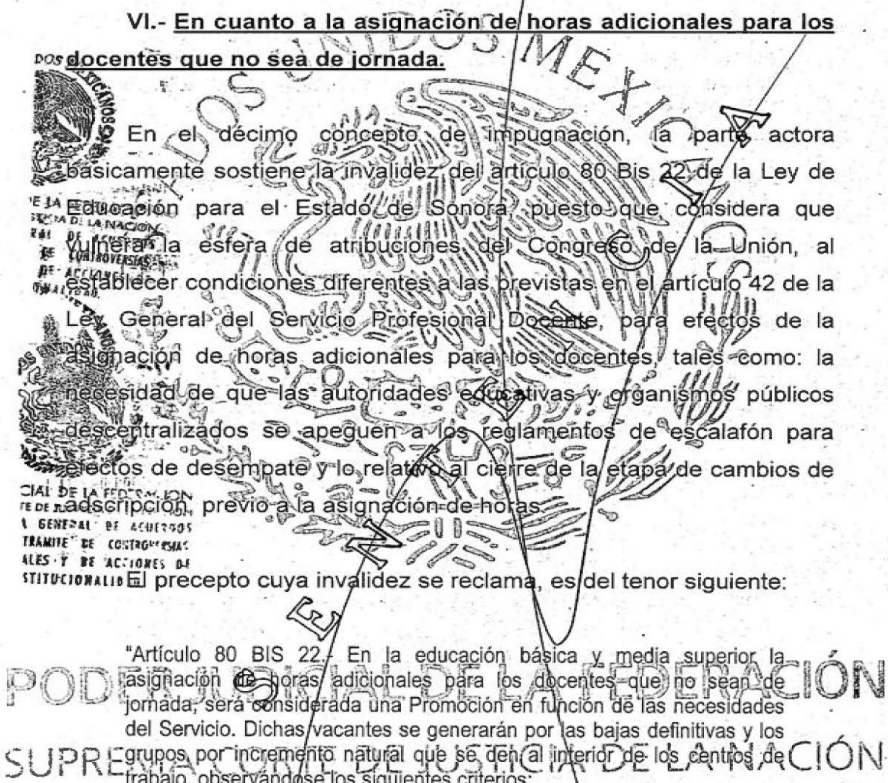 VI.- En cuanto a la asignación de horas adicionales para los
docentes que no sea de jornada.
En el décimo concepto de impugnación, la parte actora
básicamente sostiene la invalidez del artículo 80 Bis 22 de la Ley de
Educación para el Estado de Sonora, puesto que considera que
vulnera la esfera de atribuciones del Congreso de la Unión, al
establecer condiciones diferentes a las previstas en el artículo 42 de la
Ley General del Servicio Profesional Docente, para efectos de la
asignación de horas adicionales para los docentes, tales como: la
necesidad de que las autoridades educativas y organismos públicos
descentralizados se apeguen a los reglamentos de escalafón para
efectos de desempate y lo relativo al cierre de la etapa de cambios de
adscripción, previo a la asignación de horas.
El precepto cuya invalidez se reclama, es del tenor siguiente:
"Artículo 80 BIS 22.- En la educación básica y media superior la
asignación de horas adicionales para los docentes que no sean de
jornada, será considerada una Promoción en función de las necesidades
del Servicio. Dichas vacantes se generarán por las bajas definitivas y los
grupos por incremento natural que se den al interior de los centros de
trabajo, observándose los siguientes criterios:
UNIDOS MEXICANOS
SENTENCIA
PODER JUDICIAL DE LA FEDERACIÓN
SUPREMA CORTE DE JUSTICIA DE LA NACIÓN